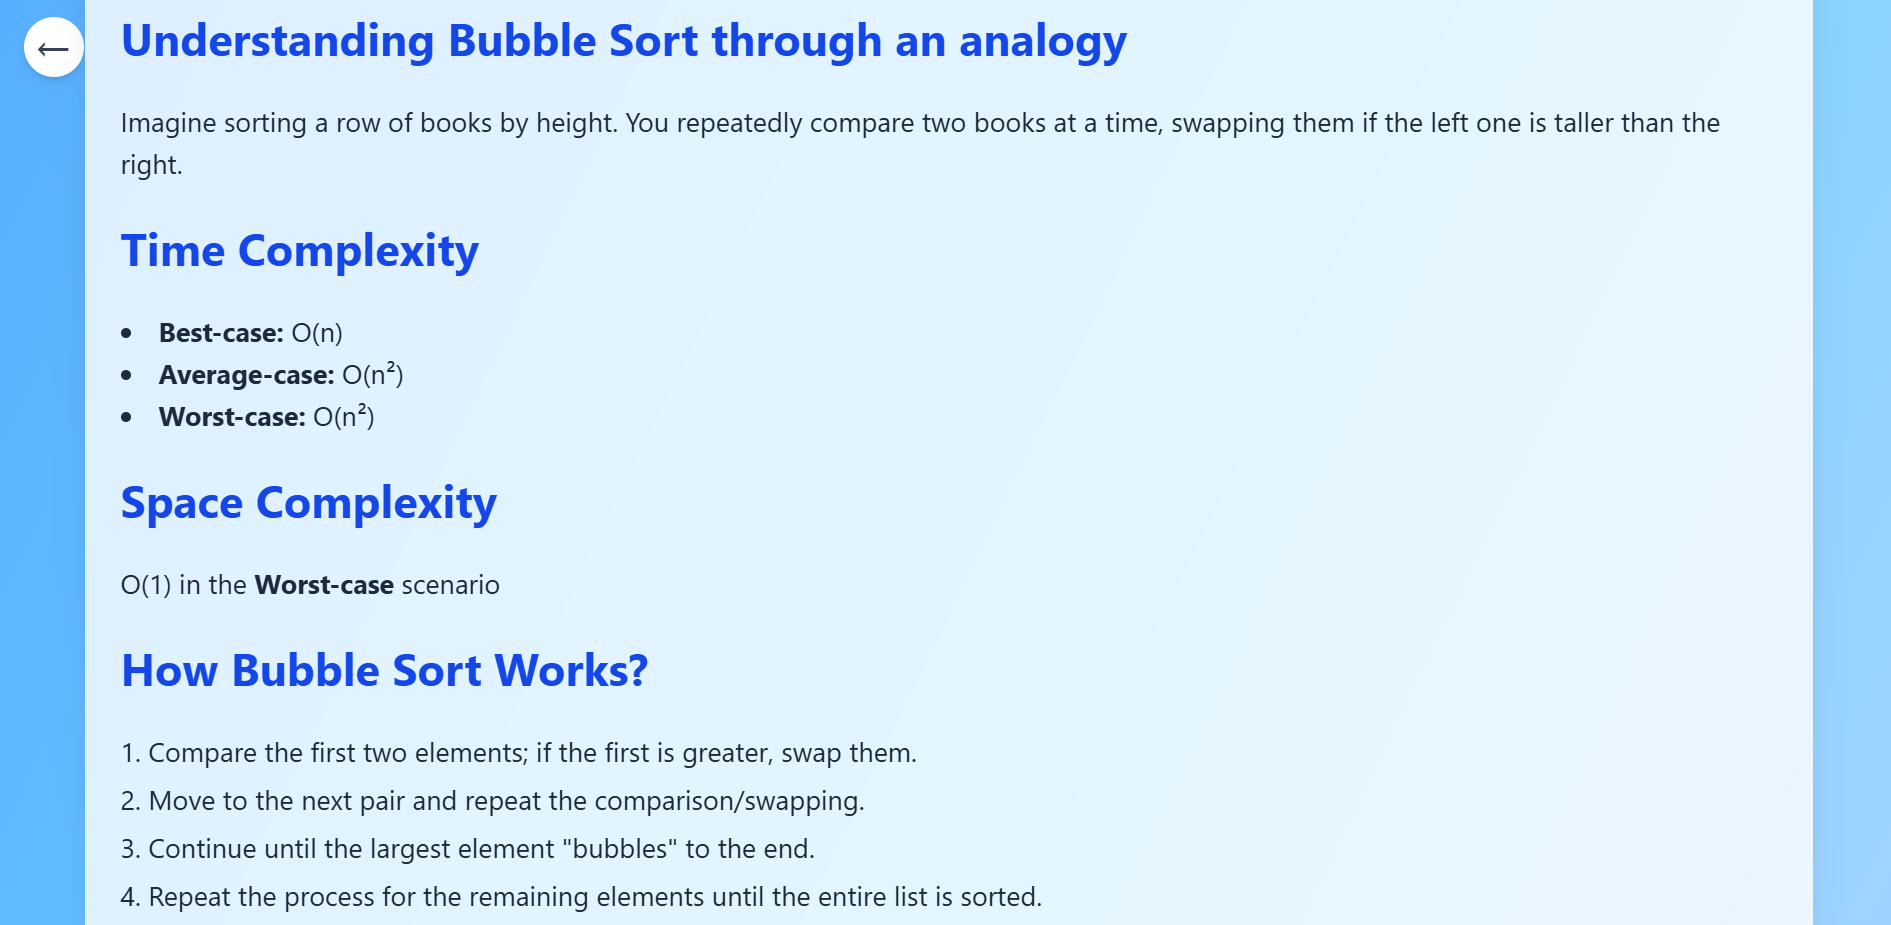 Understanding Bubble Sort through an analogy
Imagine sorting a row of books by height. You repeatedly compare two books at a time, swapping them if the left one is taller than the
right.
Time Complexity
• Best-case: O(n)
• Average-case: O(n²)
• Worst-case: O(n²)
Space Complexity
O(1) in the Worst-case scenario
How Bubble Sort Works?
1. Compare the first two elements; if the first is greater, swap them.
2. Move to the next pair and repeat the comparison/swapping.
3. Continue until the largest element "bubbles" to the end.
4. Repeat the process for the remaining elements until the entire list is sorted.